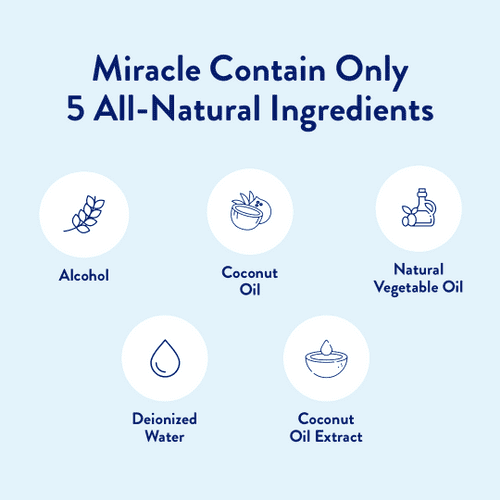 Miracle Contain Only
5 All-Natural Ingredients
Alcohol
Coconut
Oil
Natural
Vegetable Oil
Deionized
Water
Coconut
Oil Extract